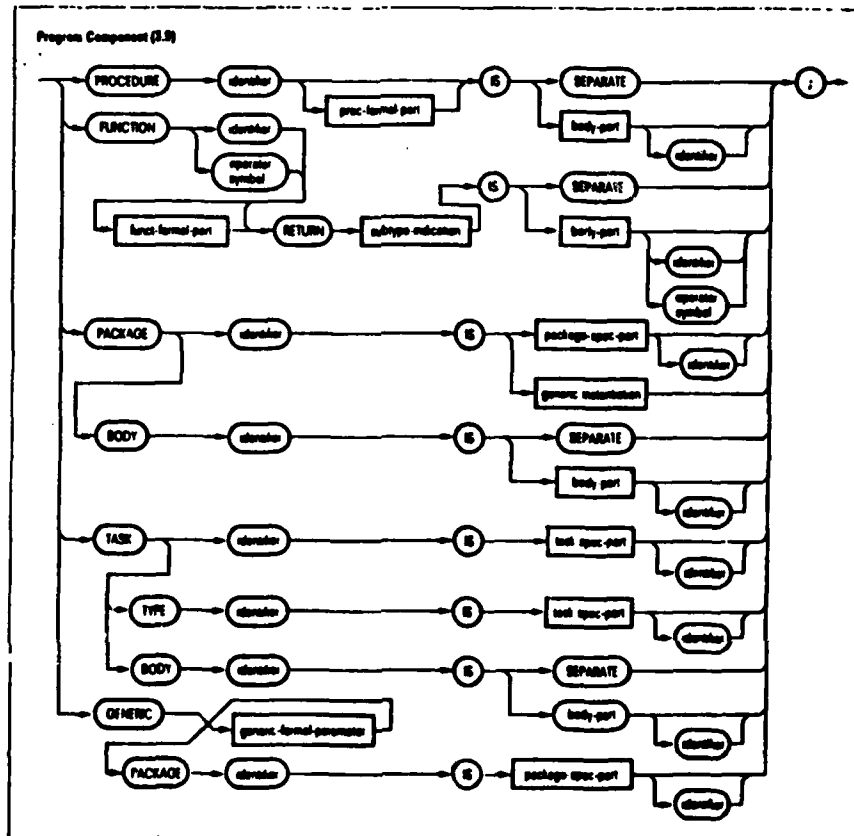 Program Component (3.9)
PROCEDURE identifier IS SEPARATE ;
proc-formal-part body-part
FUNCTION identifier identifier
operator symbol
IS SEPARATE
funct-formal-part RETURN subtype-indication body-part
identifier
operator symbol
PACKAGE identifier IS package-spec-part
identifier
generic instantiation
BODY identifier IS SEPARATE
body-part
identifier
TASK identifier IS task spec-part
identifier
TYPE identifier IS task spec-part
identifier
BODY identifier IS SEPARATE
GENERIC body-part
generic-formal-parameter identifier
PACKAGE identifier IS package-spec-part
identifier